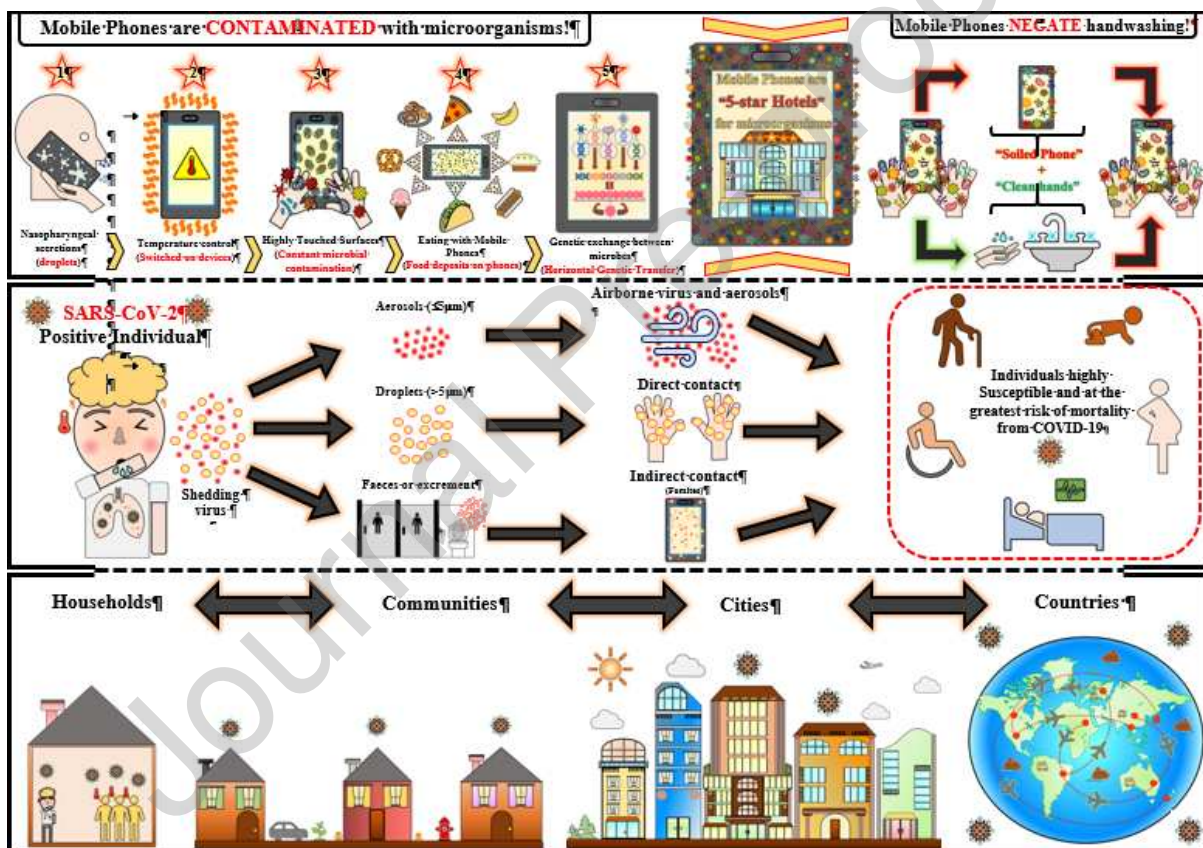 Mobile·Phones·are·CONTAMINATED·with·microorganisms!¶
Mobile·Phones·NEGATE·handwashing!¶
1¶
2¶
3¶
4¶
5¶
Mobile Phones are
"5-star Hotels"
for microorganisms
"Soiled Phone"
+
"Clean hands"
Nasopharyngeal·
secretions¶
(droplets)¶
Temperature·control¶
(Switched·on·devices)¶
Highly·Touched·Surfaces¶
(Constant·microbial·
contamination)¶
Eating·with·Mobile·
Phones¶
(Food·deposits·on·phones)¶
Genetic·exchange·between·
microbes¶
(Horizontal·Genetic·Transfer)¶
SARS-CoV-2¶
Positive·Individual¶
Shedding·¶
virus·¶
Aerosols·(≤5μm)¶
Airborne·virus·and·aerosols¶
Droplets·(>5μm)¶
Direct·contact¶
Faeces·or·excrement¶
Indirect·contact¶
(Fomites)¶
Individuals·highly·
Susceptible·and·at·the·
greatest·risk·of·mortality·
from·COVID-19¶
Households¶
Communities¶
Cities¶
Countries·¶
Journal Pre-proof